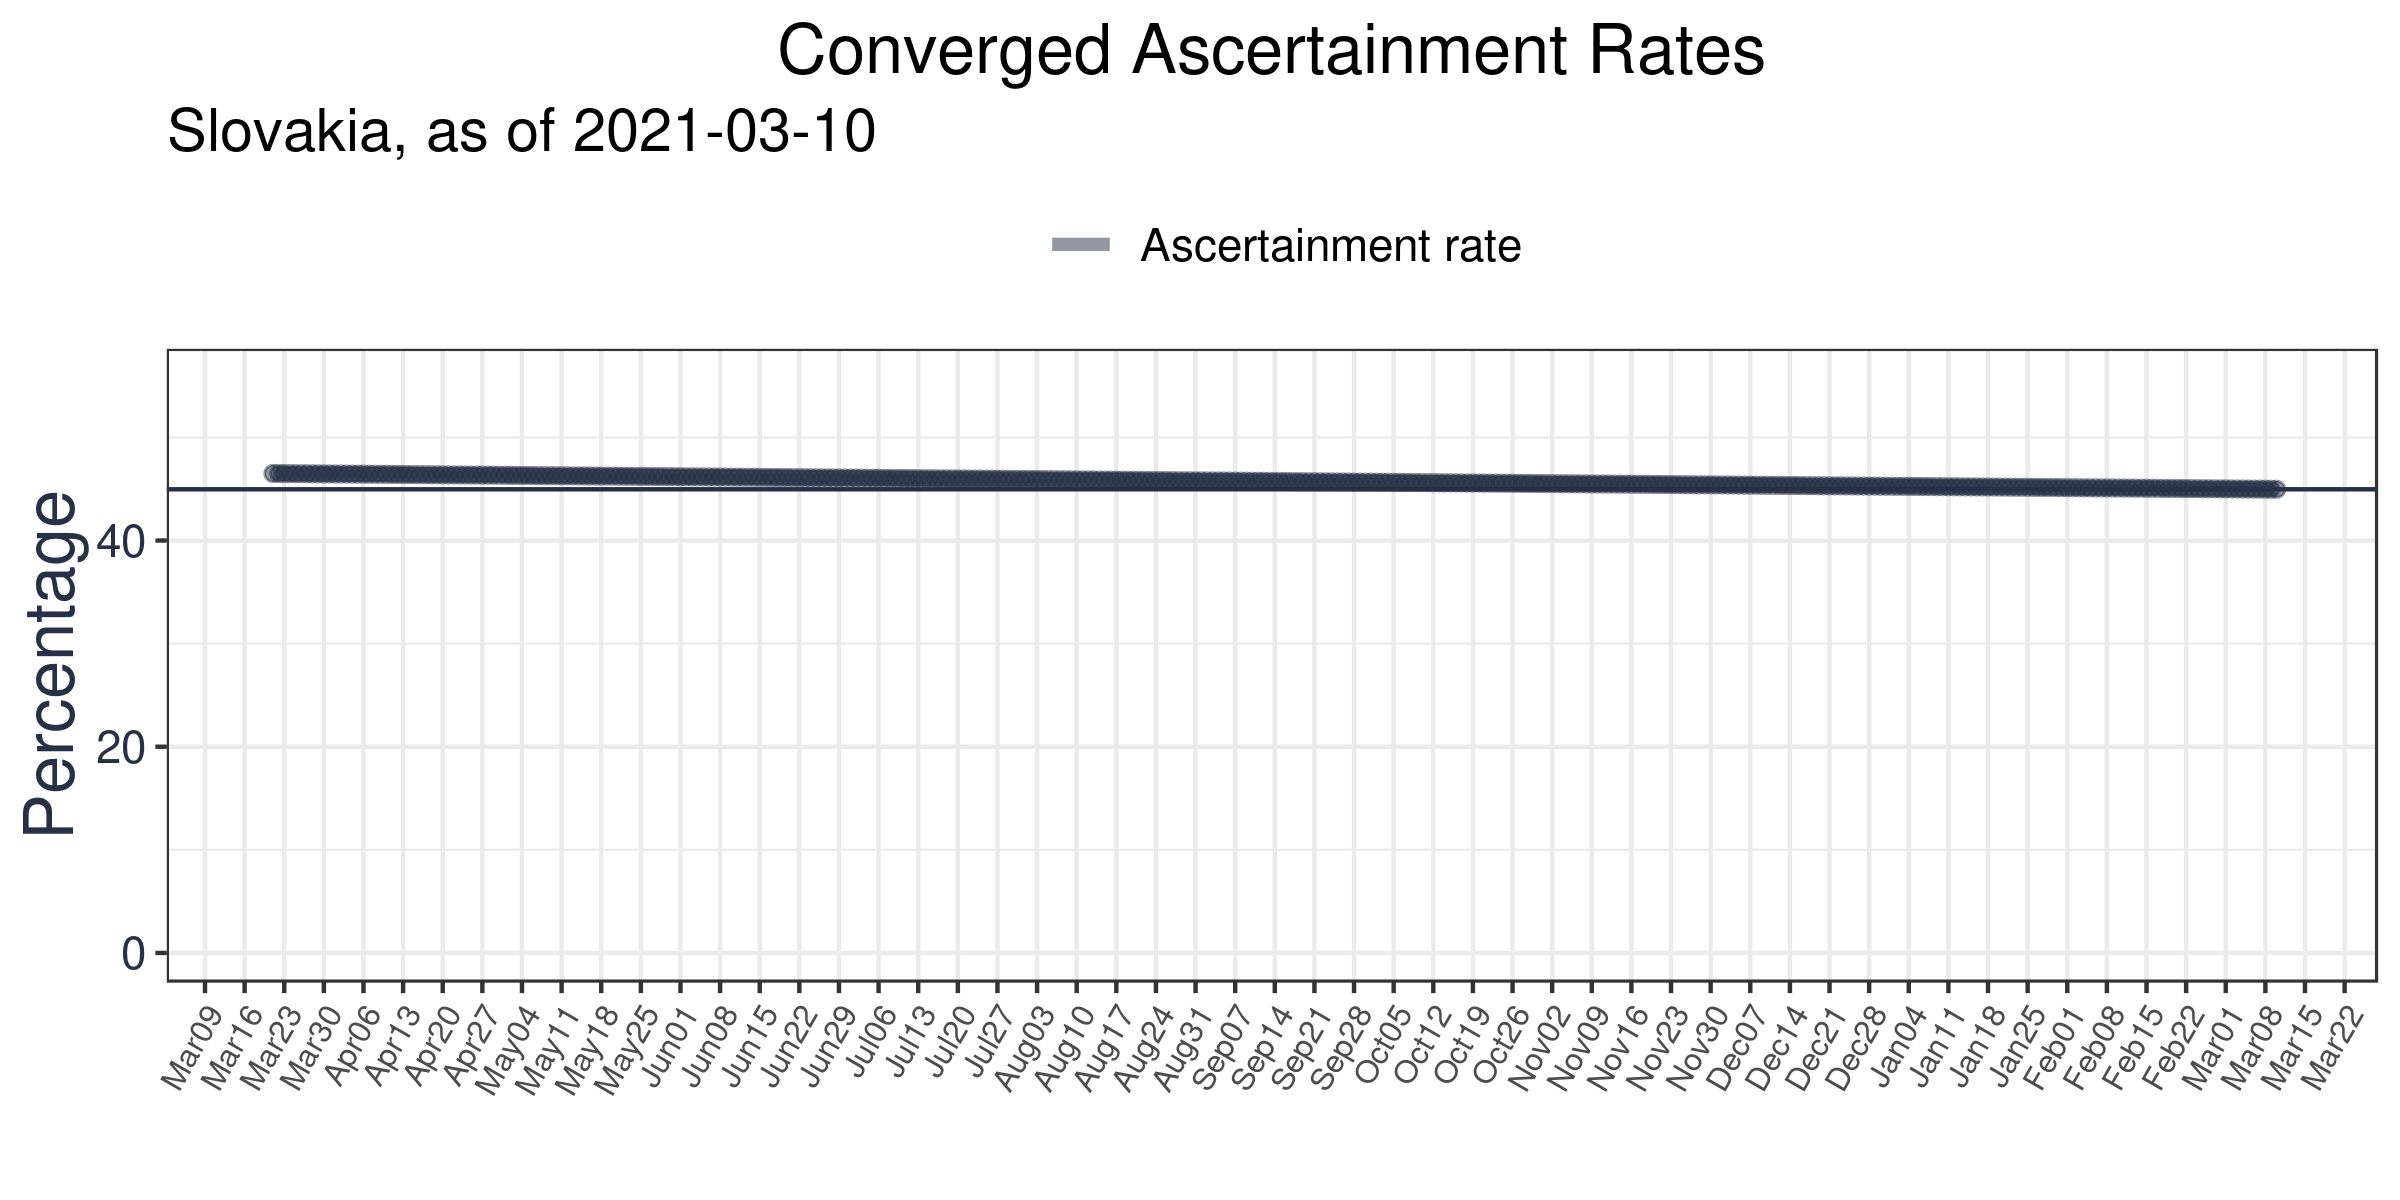 Converged Ascertainment Rates
Slovakia, as of 2021-03-10
Ascertainment rate
Percentage
40
20
0
Mar09
Mar16
Mar23
Mar30
Apr06
Apr13
Apr20
Apr27
May04
May11
May18
May25
Jun01
Jun08
Jun15
Jun22
Jun29
Jul06
Jul13
Jul20
Jul27
Aug03
Aug10
Aug17
Aug24
Aug31
Sep07
Sep14
Sep21
Sep28
Oct05
Oct12
Oct19
Oct26
Nov02
Nov09
Nov16
Nov23
Nov30
Dec07
Dec14
Dec21
Dec28
Jan04
Jan11
Jan18
Jan25
Feb01
Feb08
Feb15
Feb22
Mar01
Mar08
Mar15
Mar22